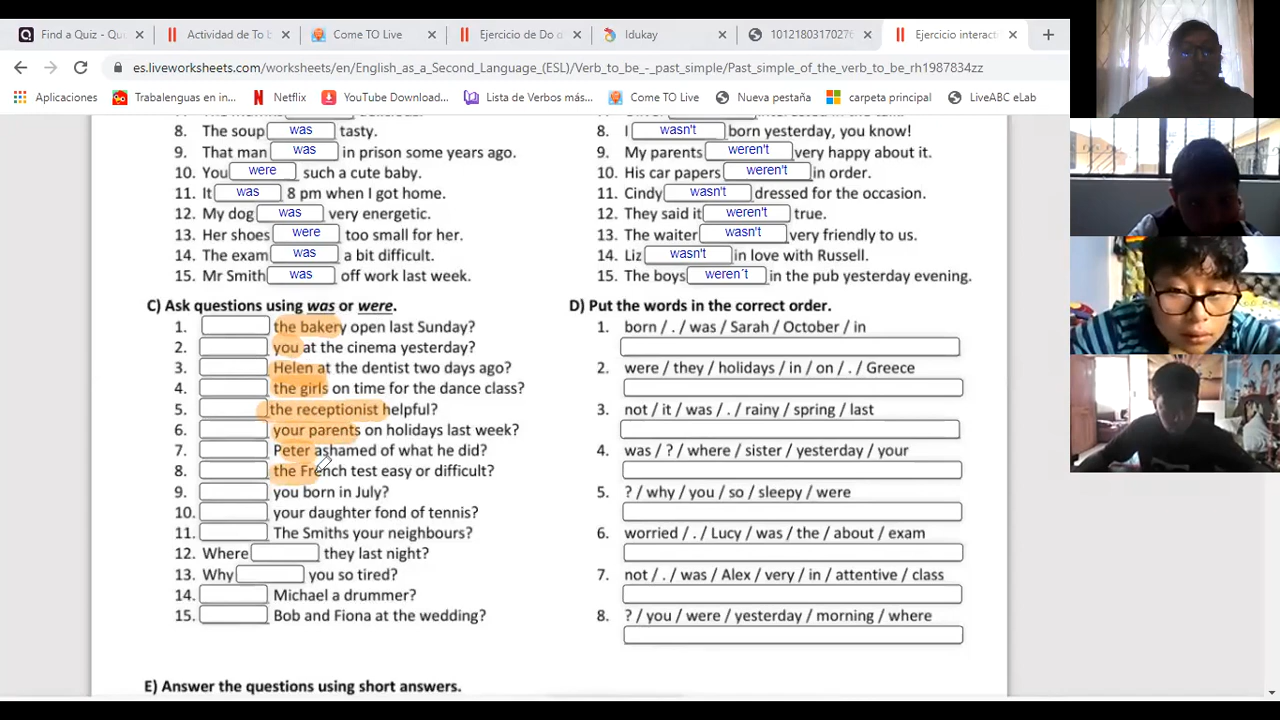 Find a Quiz - Qu
Actividad de To b
Come TO Live
Ejercicio de Do o
Idukay
1012180317027
Ejercicio interacti
es.liveworksheets.com/worksheets/en/English_as_a_Second_Language_(ESL)/Verb_to_be_-_past_simple/Past_simple_of_the_verb_to_be_rh1987834zz
Aplicaciones
Trabalenguas en in...
Netflix
YouTube Download...
Lista de Verbos más...
Come TO Live
Nueva pestaña
carpeta principal
LiveABC eLab
8. The soup was tasty.
9. That man was in prison some years ago.
10. You were such a cute baby.
11. It was 8 pm when I got home.
12. My dog was very energetic.
13. Her shoes were too small for her.
14. The exam was a bit difficult.
15. Mr Smith was off work last week.
8. I wasn't born yesterday, you know!
9. My parents weren't very happy about it.
10. His car papers weren't in order.
11. Cindy wasn't dressed for the occasion.
12. They said it weren't true.
13. The waiter wasn't very friendly to us.
14. Liz wasn't in love with Russell.
15. The boys weren´t in the pub yesterday evening.
C) Ask questions using was or were.
1. the bakery open last Sunday?
2. you at the cinema yesterday?
3. Helen at the dentist two days ago?
4. the girls on time for the dance class?
5. the receptionist helpful?
6. your parents on holidays last week?
7. Peter ashamed of what he did?
8. the French test easy or difficult?
9. you born in July?
10. your daughter fond of tennis?
11. The Smiths your neighbours?
12. Where they last night?
13. Why you so tired?
14. Michael a drummer?
15. Bob and Fiona at the wedding?
D) Put the words in the correct order.
1. born / . / was / Sarah / October / in
2. were / they / holidays / in / on / . / Greece
3. not / it / was / . / rainy / spring / last
4. was / ? / where / sister / yesterday / your
5. ? / why / you / so / sleepy / were
6. worried / . / Lucy / was / the / about / exam
7. not / . / was / Alex / very / in / attentive / class
8. ? / you / were / yesterday / morning / where
E) Answer the questions using short answers.